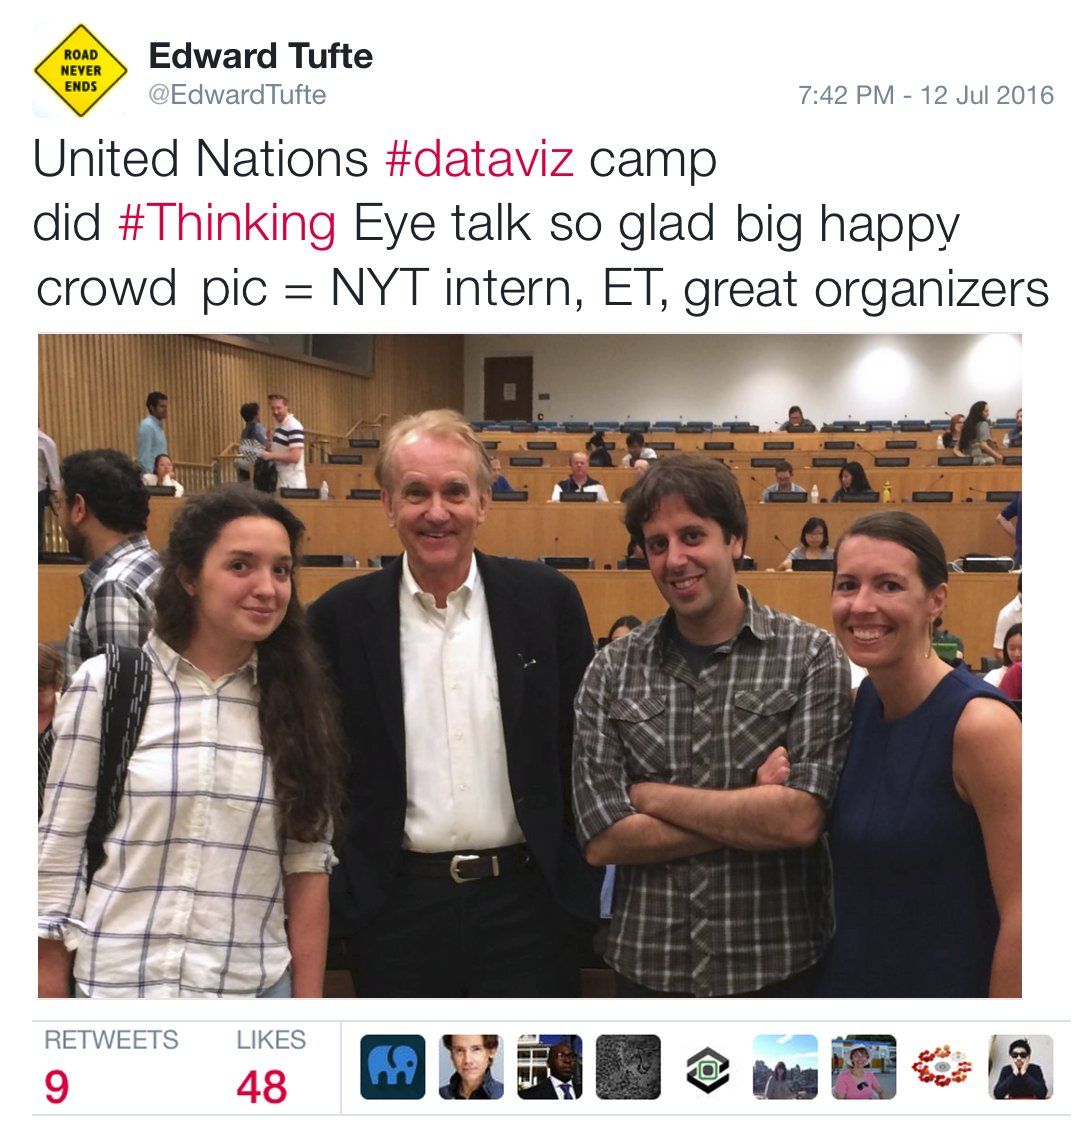 ROAD
NEVER
ENDS
Edward Tufte
@EdwardTufte
7:42 PM - 12 Jul 2016
United Nations #dataviz camp
did #Thinking Eye talk so glad big happy
crowd pic = NYT intern, ET, great organizers
RETWEETS LIKES
9 48